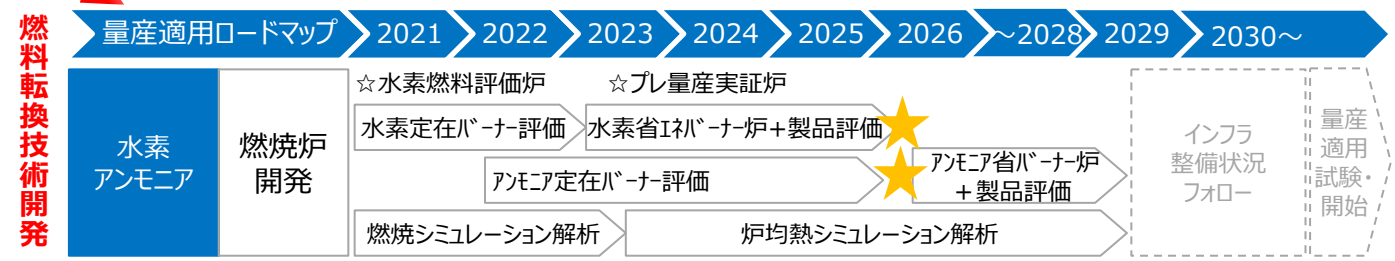 燃料転換技術開発
量産適用ロードマップ 2021 2022 2023 2024 2025 2026 ～2028 2029 2030～
水素
アンモニア
燃焼炉
開発
☆水素燃料評価炉
☆プレ量産実証炉
水素定在バーナー評価
水素省エネバーナー炉+製品評価
アンモニア定在バーナー評価
アンモニア省バーナー炉
+製品評価
燃焼シミュレーション解析
炉均熱シミュレーション解析
インフラ
整備状況
フォロー
量産
適用
試験・
開始